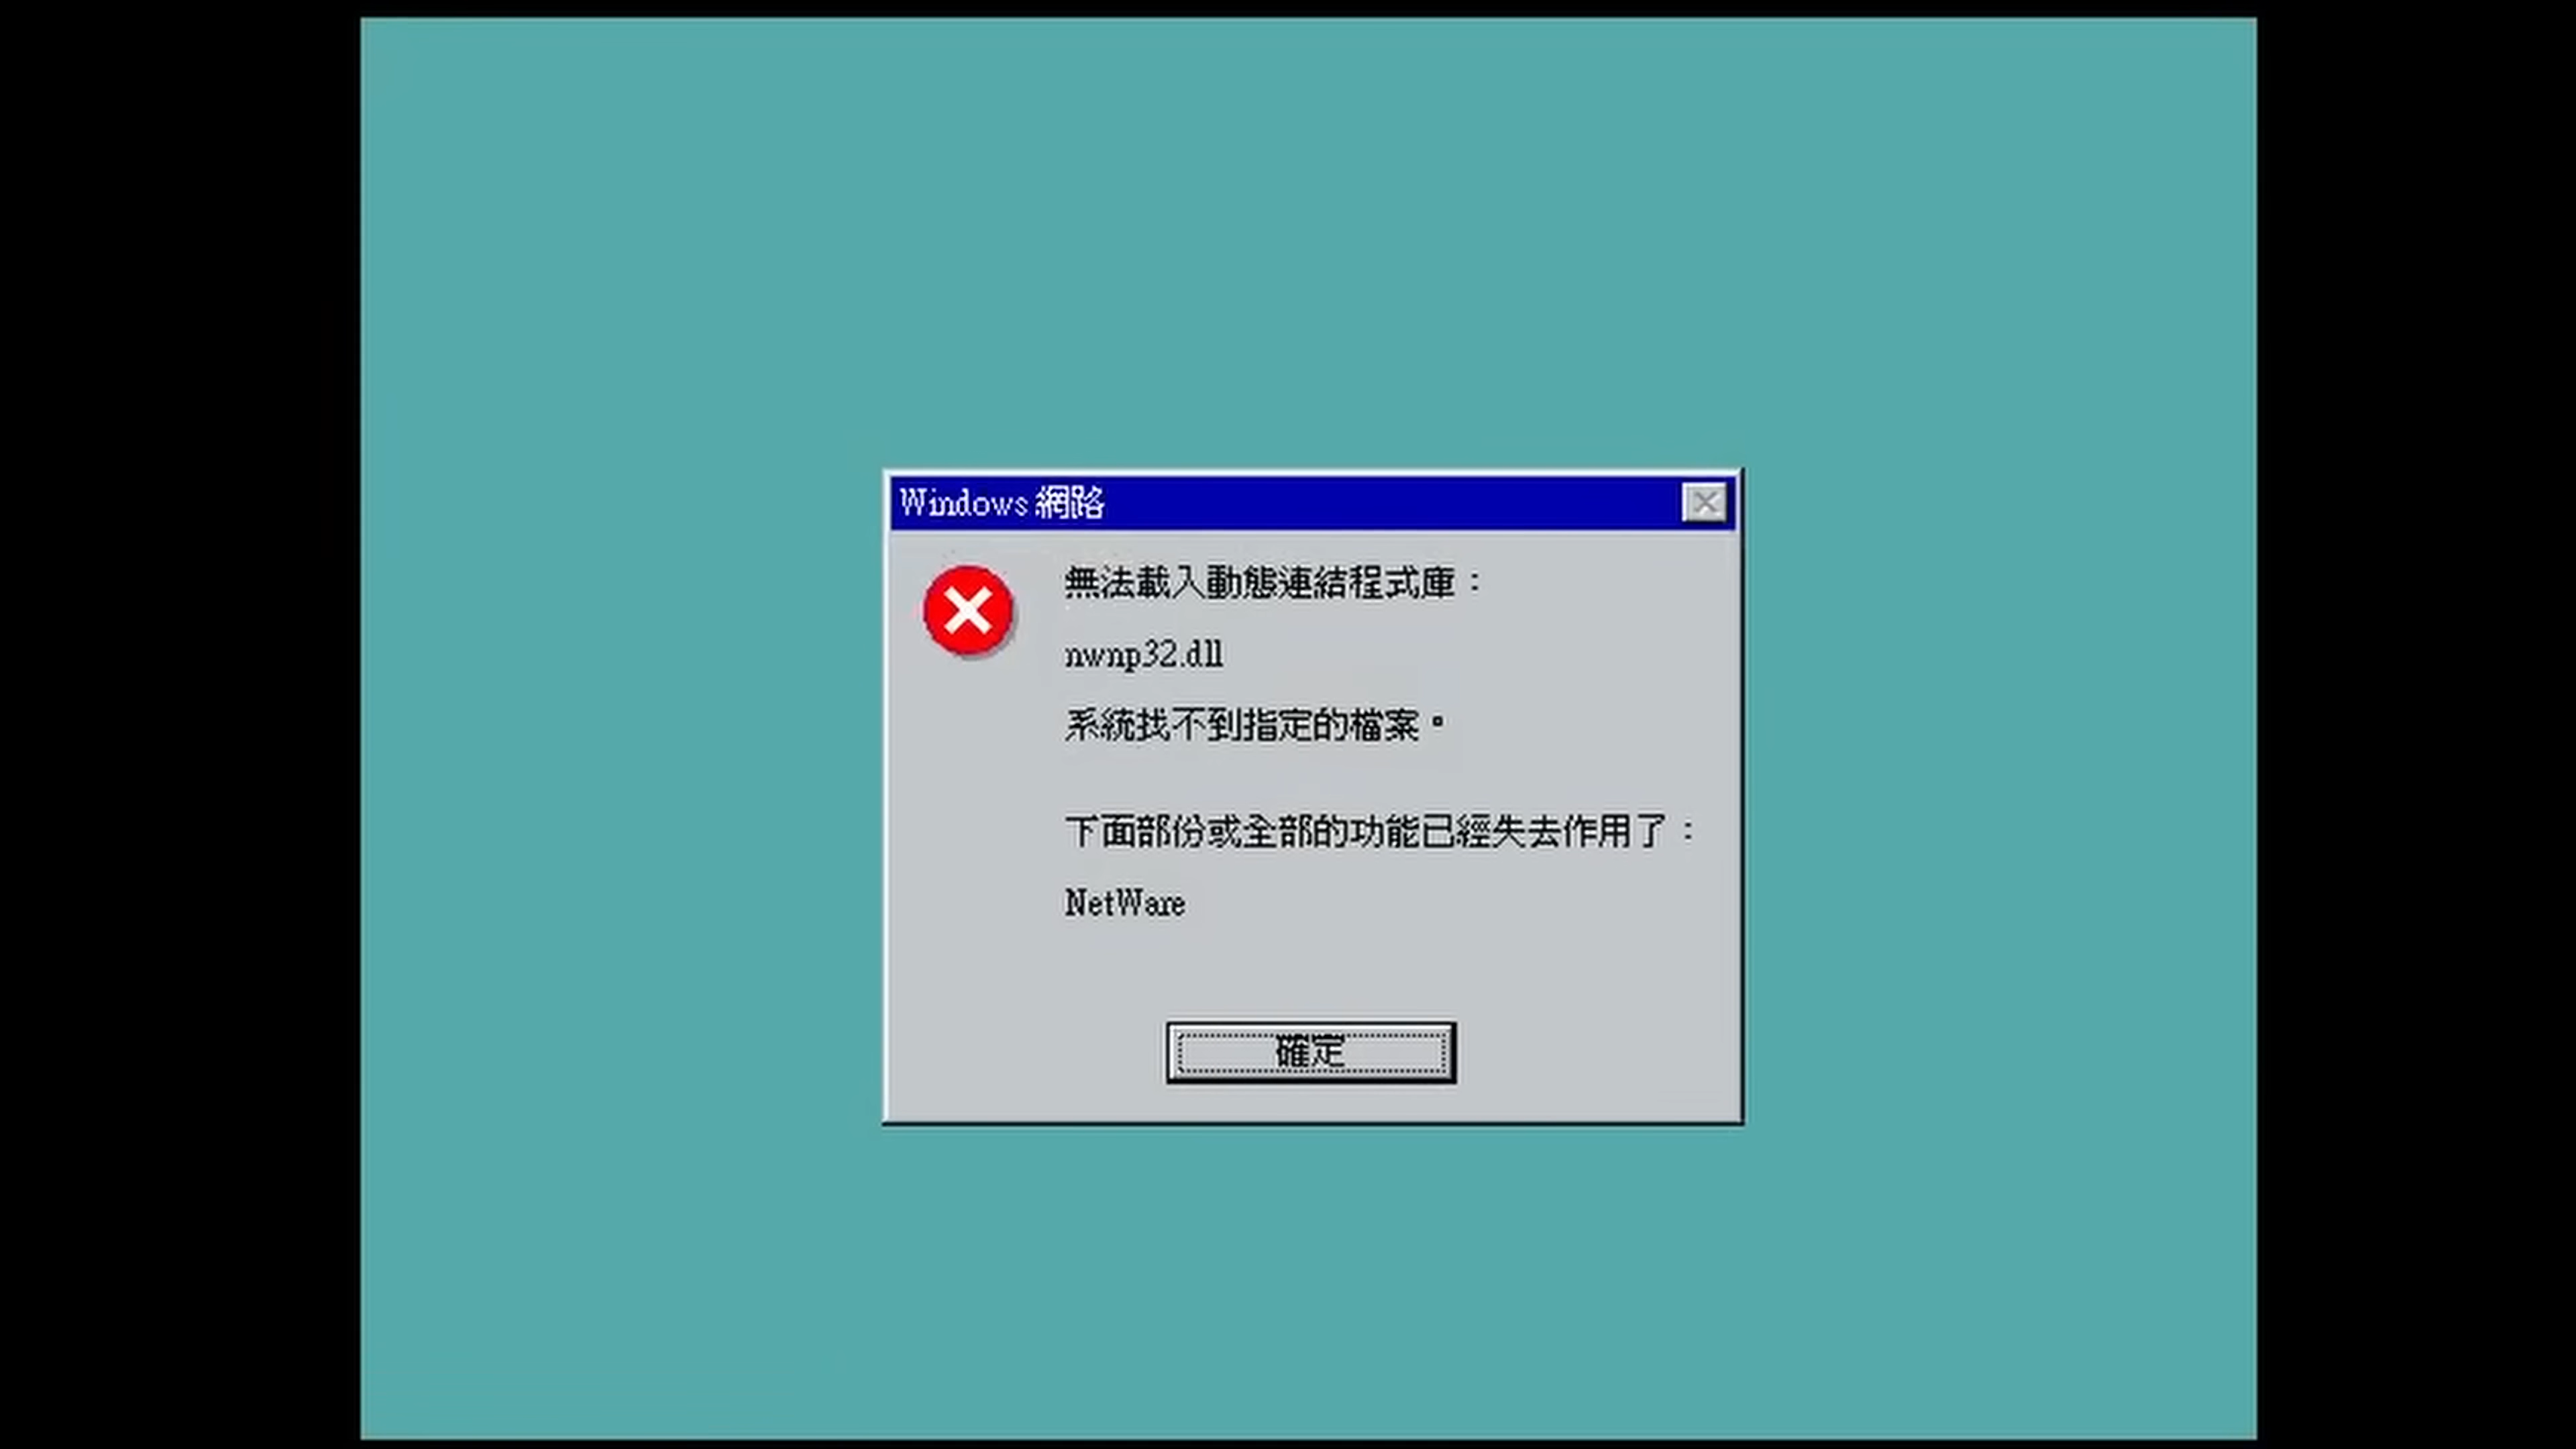 Windows 網路
無法載入動態連結程式庫：
nwnp32.dll
系統找不到指定的檔案。
下面部份或全部的功能已經失去作用了：
NetWare
確定